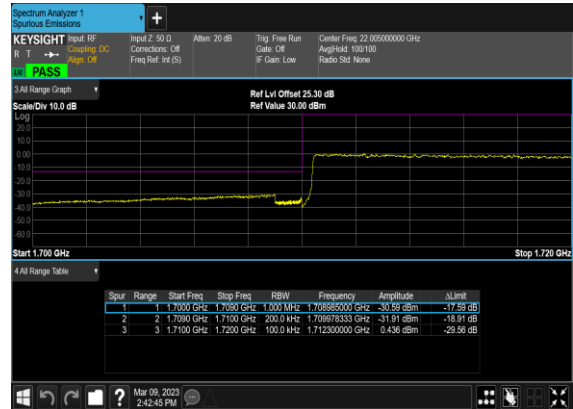 Spectrum Analyzer 1
Spurious Emissions
KEYSIGHT Input: RF
R T Coupling: DC
Align: Off
Input Z: 50 Ω
Corrections: Off
Freq Ref: Int (S)
Atten: 20 dB
Trig: Free Run
Gate: Off
IF Gain: Low
Center Freq: 22.005000000 GHz
Avg|Hold: 100/100
Radio Std: None
LXI PASS
3 All Range Graph
Scale/Div 10.0 dB
Ref Lvl Offset 25.30 dB
Ref Value 30.00 dBm
Log
20.0
10.0
0.00
-10.0
-20.0
-30.0
-40.0
-50.0
-60.0
Start 1.700 GHz
Stop 1.720 GHz
4 All Range Table
Spur Range Start Freq Stop Freq RBW Frequency Amplitude ΔLimit
1 1 1.7000 GHz 1.7090 GHz 1.000 MHz 1.708985000 GHz -30.59 dBm -17.59 dB
2 2 1.7090 GHz 1.7100 GHz 200.0 kHz 1.709978333 GHz -31.91 dBm -18.91 dB
3 3 1.7100 GHz 1.7200 GHz 100.0 kHz 1.712300000 GHz 0.436 dBm -29.56 dB
? Mar 09, 2023
2:42:45 PM